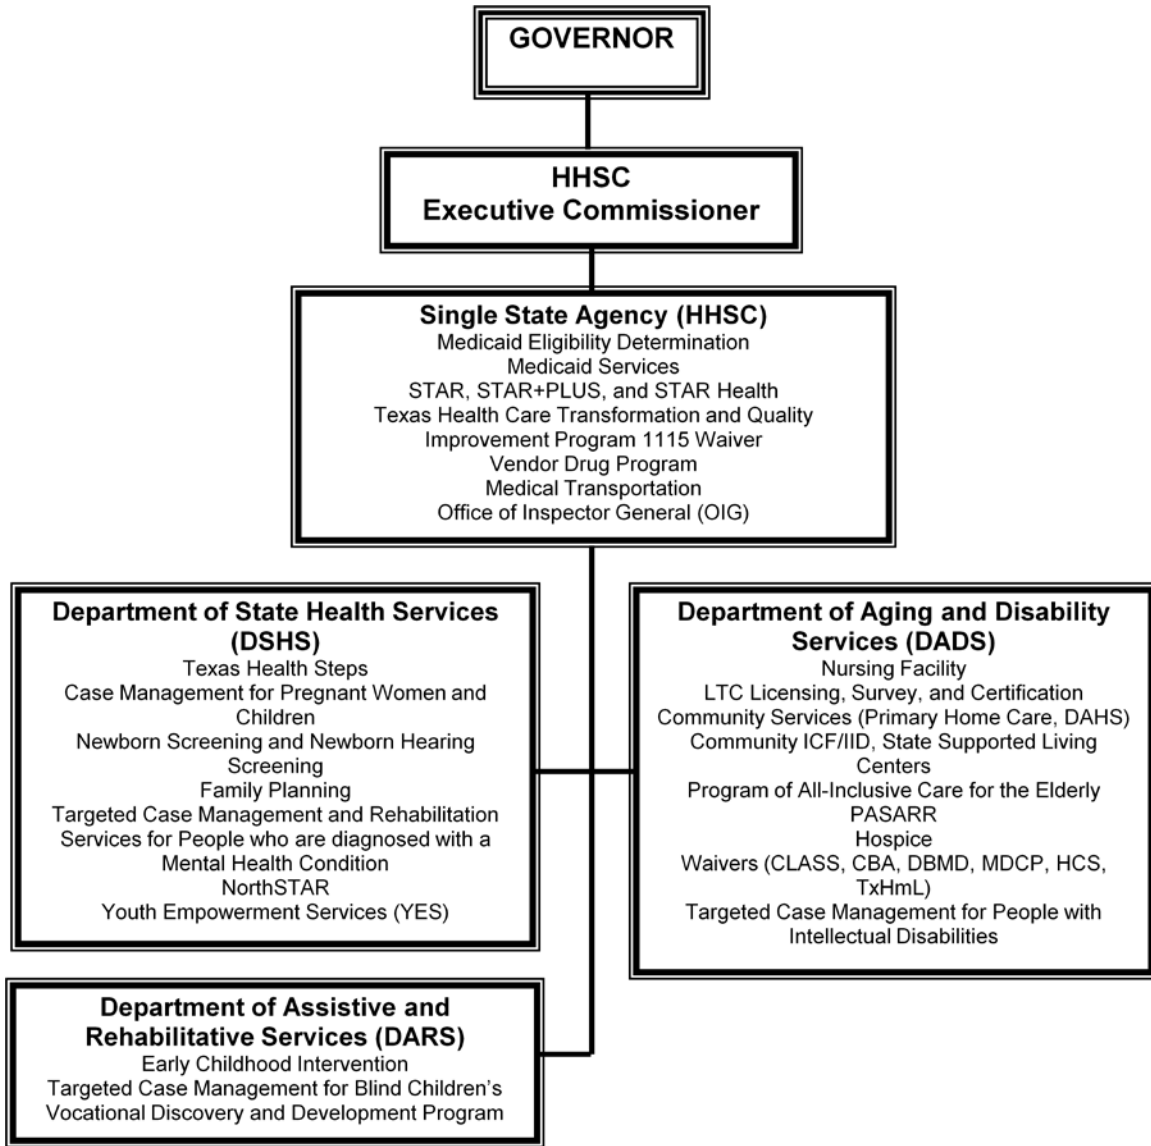 GOVERNOR
HHSC
Executive Commissioner
Single State Agency (HHSC)
Medicaid Eligibility Determination
Medicaid Services
STAR, STAR+PLUS, and STAR Health
Texas Health Care Transformation and Quality
Improvement Program 1115 Waiver
Vendor Drug Program
Medical Transportation
Office of Inspector General (OIG)
Department of State Health Services
(DSHS)
Texas Health Steps
Case Management for Pregnant Women and
Children
Newborn Screening and Newborn Hearing
Screening
Family Planning
Targeted Case Management and Rehabilitation
Services for People who are diagnosed with a
Mental Health Condition
NorthSTAR
Youth Empowerment Services (YES)
Department of Aging and Disability
Services (DADS)
Nursing Facility
LTC Licensing, Survey, and Certification
Community Services (Primary Home Care, DAHS)
Community ICF/IID, State Supported Living
Centers
Program of All-Inclusive Care for the Elderly
PASARR
Hospice
Waivers (CLASS, CBA, DBMD, MDCP, HCS,
TxHmL)
Targeted Case Management for People with
Intellectual Disabilities
Department of Assistive and
Rehabilitative Services (DARS)
Early Childhood Intervention
Targeted Case Management for Blind Children's
Vocational Discovery and Development Program